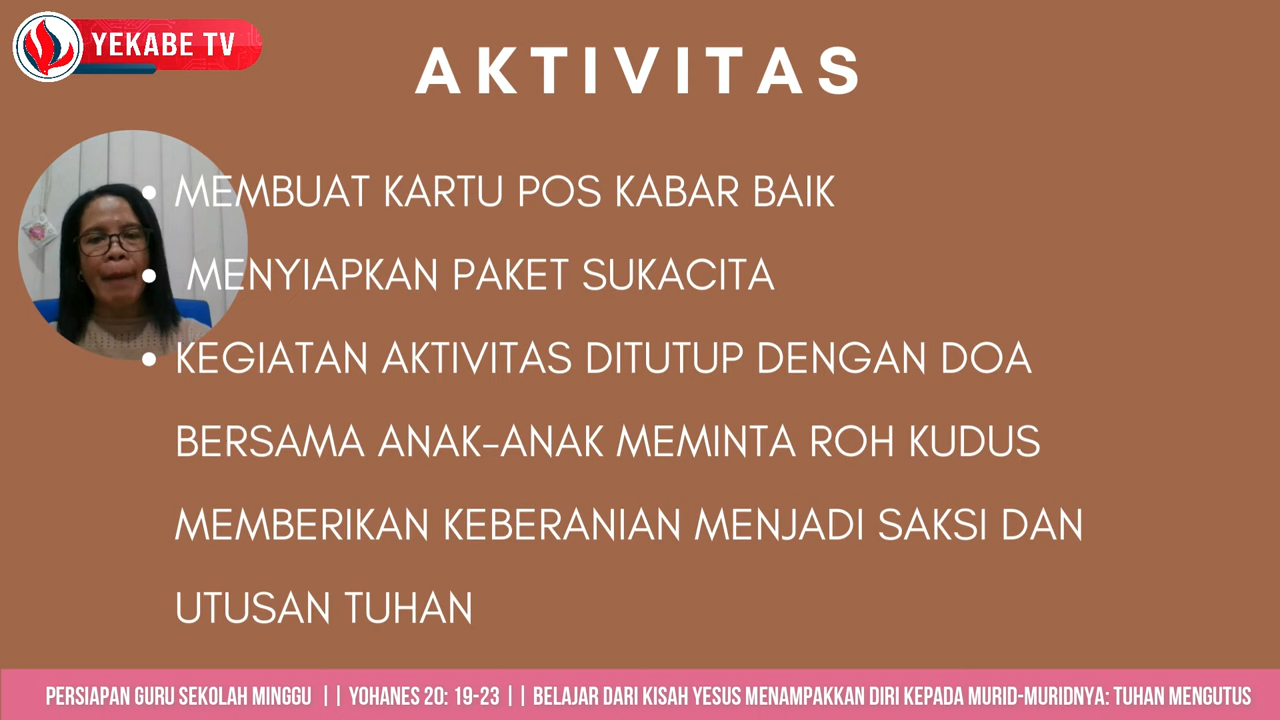 YEKABE TV
AKTIVITAS
• MEMBUAT KARTU POS KABAR BAIK
• MENYIAPKAN PAKET SUKACITA
• KEGIATAN AKTIVITAS DITUTUP DENGAN DOA
BERSAMA ANAK-ANAK MEMINTA ROH KUDUS
MEMBERIKAN KEBERANIAN MENJADI SAKSI DAN
UTUSAN TUHAN
PERSIAPAN GURU SEKOLAH MINGGU || YOHANES 20: 19-23 || BELAJAR DARI KISAH YESUS MENAMPAKKAN DIRI KEPADA MURID-MURIDNYA: TUHAN MENGUTUS